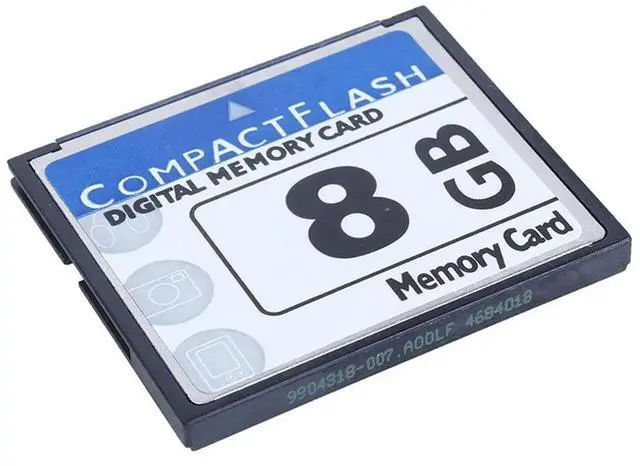 COMPACTFLASH
DIGITAL MEMORY CARD
8 GB
Memory Card
9904318-007.A00LF 4684018